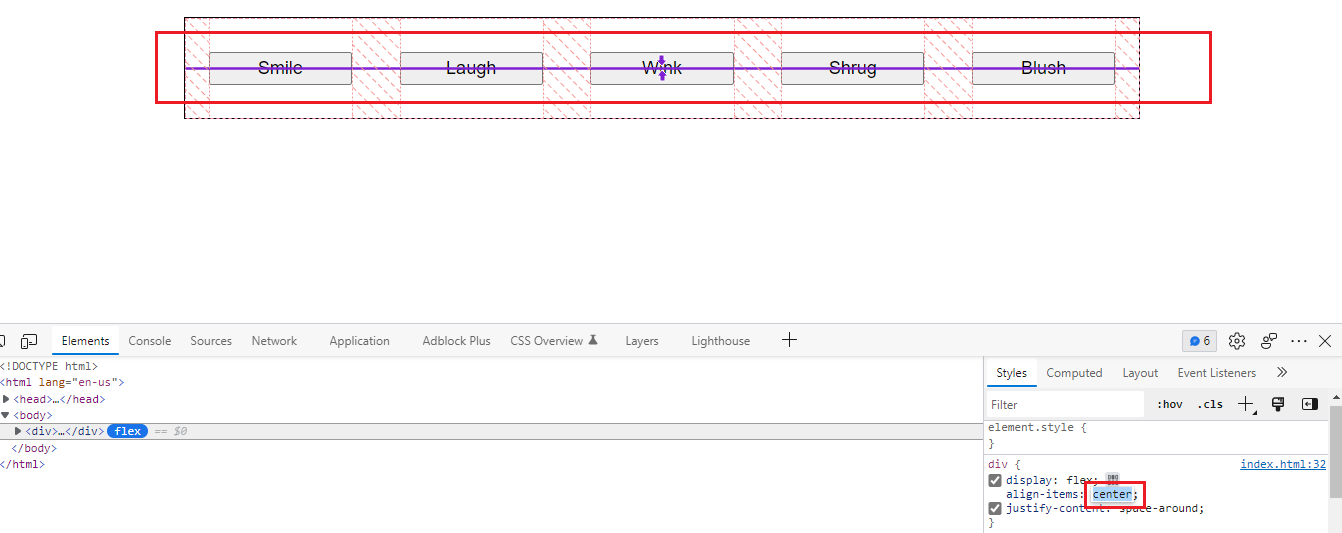 Smile Laugh Wink Shrug Blush
Elements Console Sources Network Application Adblock Plus CSS Overview Layers Lighthouse 6
<!DOCTYPE html>
<html lang="en-us">
<head>…</head>
<body>
<div>…</div> flex == $0
</body>
</html>
Styles Computed Layout Event Listeners
Filter :hov .cls
element.style {
}
div { index.html:32
display: flex;
align-items: center;
justify-content: space-around;
}